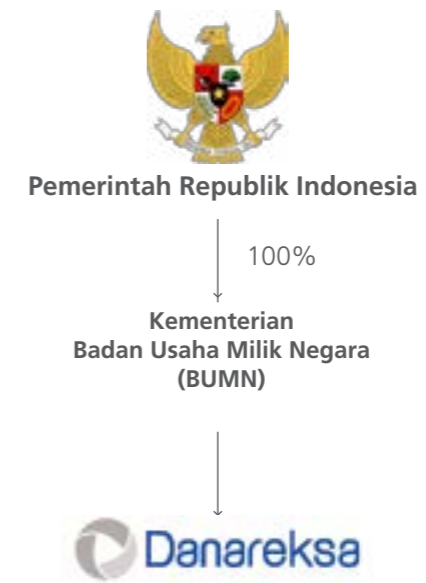 Pemerintah Republik Indonesia
100%
Kementerian
Badan Usaha Milik Negara
(BUMN)
Danareksa